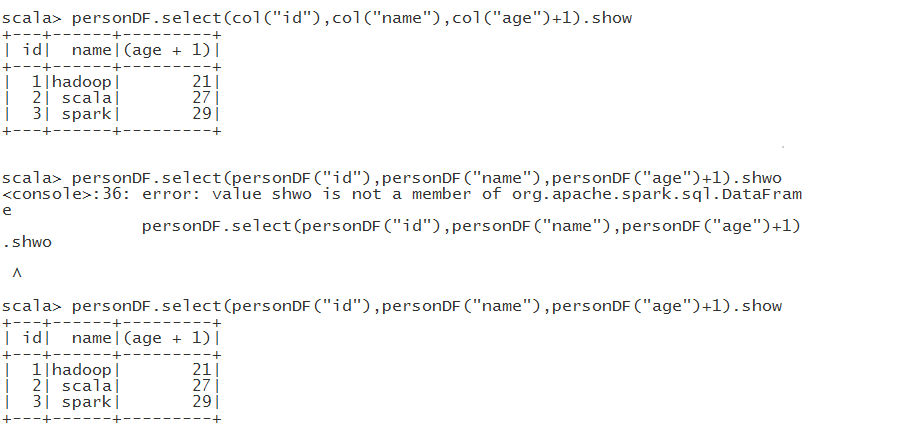 scala> personDF.select(col("id"),col("name"),col("age")+1).show
+---+------+---------+
| id|  name|(age + 1)|
+---+------+---------+
|  1|hadoop|       21|
|  2| scala|       27|
|  3| spark|       29|
+---+------+---------+
scala> personDF.select(personDF("id"),personDF("name"),personDF("age")+1).shwo
<console>:36: error: value shwo is not a member of org.apache.spark.sql.DataFram
e
              personDF.select(personDF("id"),personDF("name"),personDF("age")+1)
.shwo
 ^
scala> personDF.select(personDF("id"),personDF("name"),personDF("age")+1).show
+---+------+---------+
| id|  name|(age + 1)|
+---+------+---------+
|  1|hadoop|       21|
|  2| scala|       27|
|  3| spark|       29|
+---+------+---------+